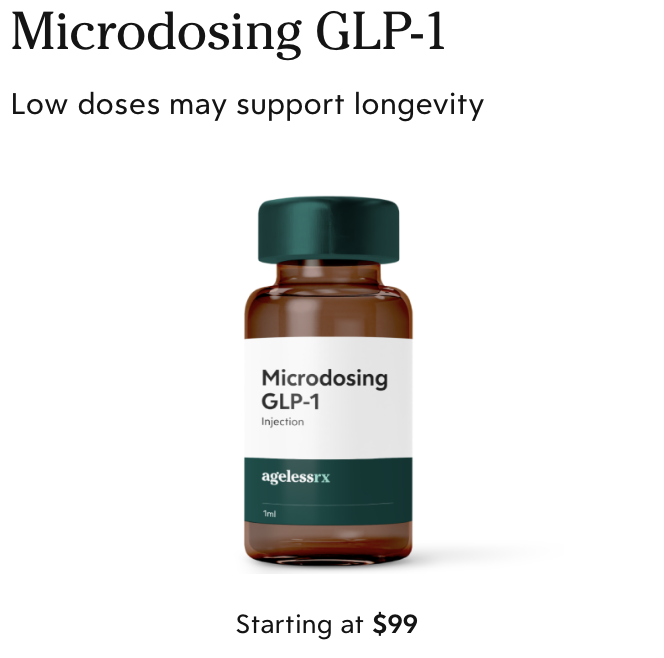 Microdosing GLP-1
Low doses may support longevity
Microdosing
GLP-1
Injection
agelessrx
1ml
Starting at $99